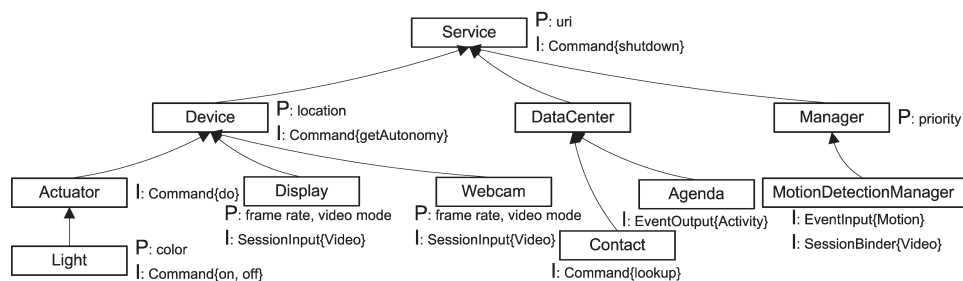 Service
P: uri
I: Command{shutdown}
Device
P: location
I: Command{getAutonomy}
DataCenter
Manager
P: priority
Actuator
I: Command{do}
Display
P: frame rate, video mode
I: SessionInput{Video}
Webcam
P: frame rate, video mode
I: SessionInput{Video}
Agenda
I: EventOutput{Activity}
MotionDetectionManager
I: EventInput{Motion}
I: SessionBinder{Video}
Light
P: color
I: Command{on, off}
Contact
I: Command{lookup}